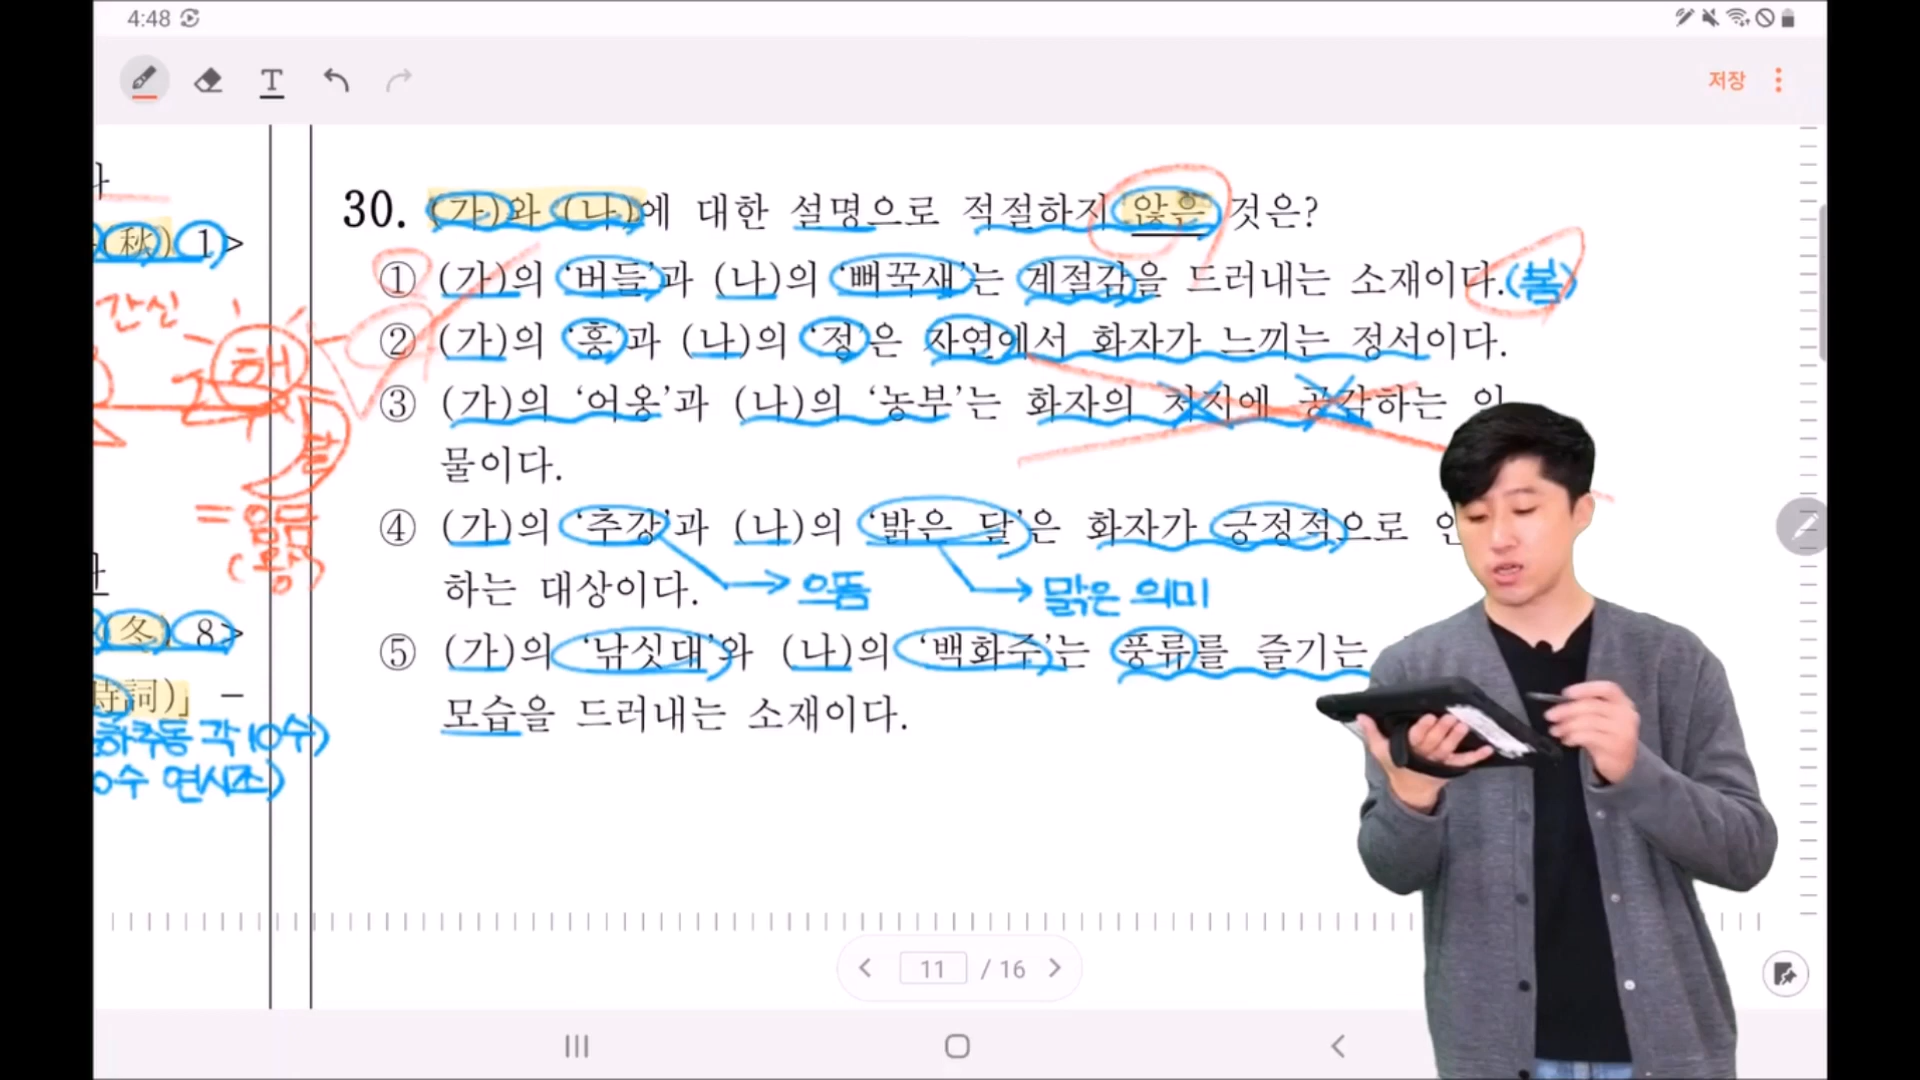 4:48
저장
(秋) 1>
간신
해
달
= 임금
冬 8>
時詞)」 -
하추동 각 10수)
0수 연시조)
30. (가)와 (나)에 대한 설명으로 적절하지 않은 것은?
① (가)의 '버들'과 (나)의 '뻐꾹새'는 계절감을 드러내는 소재이다. (봄)
② (가)의 '흥'과 (나)의 '정'은 자연에서 화자가 느끼는 정서이다.
③ (가)의 '어옹'과 (나)의 '농부'는 화자의 처지에 공감하는 인
물이다.
④ (가)의 '추강'과 (나)의 '밝은 달'은 화자가 긍정적으로
하는 대상이다. → 으뜸 → 맑은 의미
⑤ (가)의 '낚싯대'와 (나)의 '백화주'는 풍류를 즐기는
모습을 드러내는 소재이다.
11 / 16